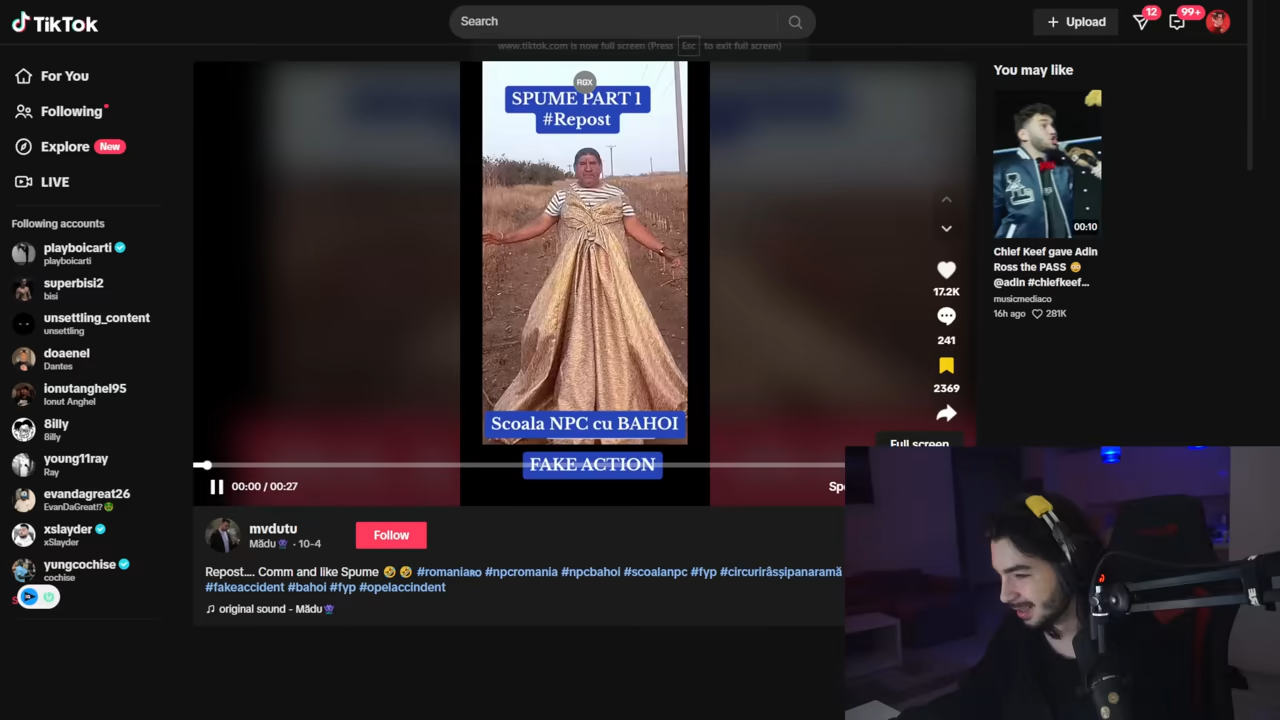 TikTok
Search
Upload
12
99+
www.tiktok.com is now full screen (Press Esc to exit full screen)
For You
Following
Explore New
LIVE
Following accounts
playboicarti
playboicarti
superbisi2
bisi
unsettling_content
unsettling
doaenel
Dantes
ionutanghel95
Ionut Anghel
8illy
8illy
young11ray
Ray
evandagreat26
EvanDaGreat!?
xslayder
xSlayder
yungcochise
cochise
RGX
SPUME PART 1
#Repost
Scoala NPC cu BAHOI
FAKE ACTION
17.2K
241
2369
Full screen
00:00 / 00:27
mvdutu
Mădu · 10-4
Follow
Repost.... Comm and like Spume 🤣 🤣 #romaniaʀo #npcromania #npcbahoi #scoalanpc #fyp #circurirâsșipanaramă
#fakeaccident #bahoi #fyp #opelaccindent
original sound - Mădu
You may like
00:10
Chief Keef gave Adin
Ross the PASS 😳
@adin #chiefkeef...
musicmediaco
16h ago 281K